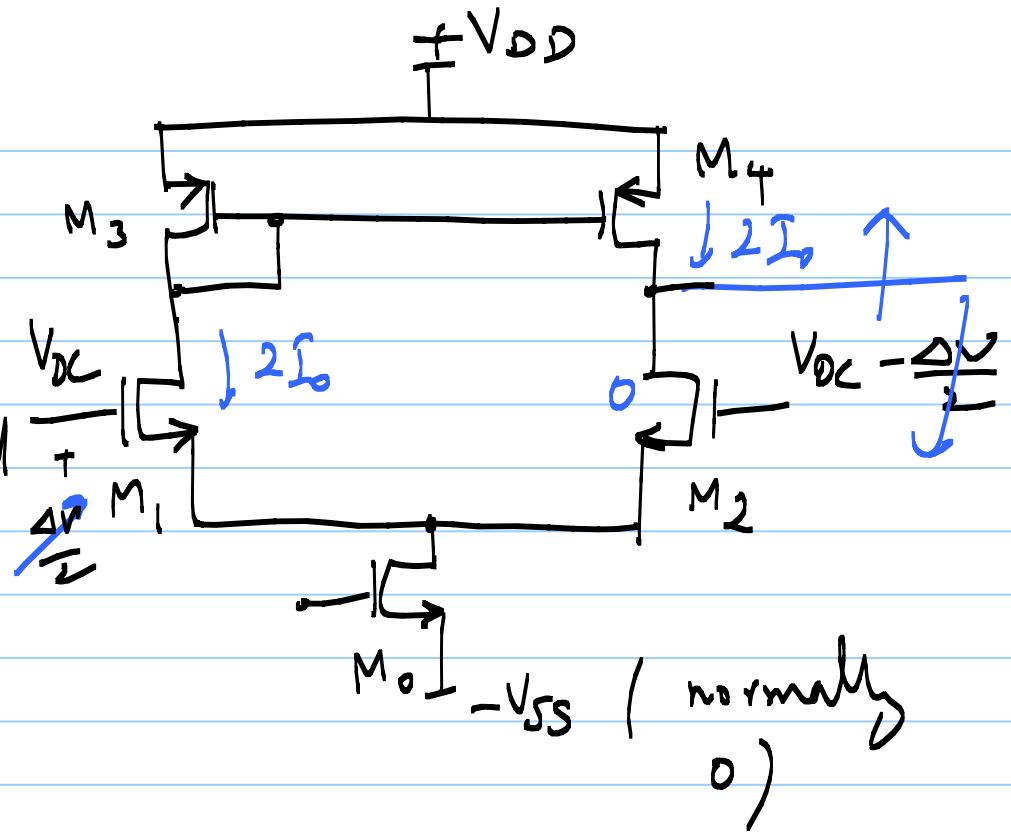 +VDD
M4
M3
2I0
VDC
+
ΔV/2
2I0
0
VDC - ΔV/2
M1
M2
M0
-VSS (normally
0)